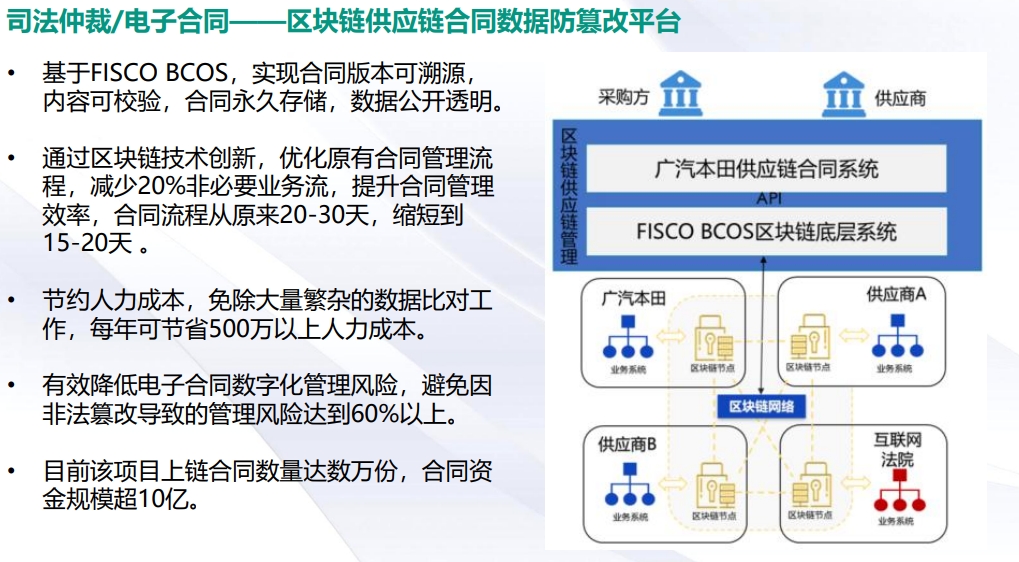 司法仲裁/电子合同——区块链供应链合同数据防篡改平台
• 基于FISCO BCOS，实现合同版本可溯源，
内容可校验，合同永久存储，数据公开透明。
• 通过区块链技术创新，优化原有合同管理流
程，减少20%非必要业务流，提升合同管理
效率，合同流程从原来20-30天，缩短到
15-20天 。
• 节约人力成本，免除大量繁杂的数据比对工
作，每年可节省500万以上人力成本。
• 有效降低电子合同数字化管理风险，避免因
非法篡改导致的管理风险达到60%以上。
• 目前该项目上链合同数量达数万份，合同资
金规模超10亿。
采购方
供应商
区块链供应链管理
广汽本田供应链合同系统
API
FISCO BCOS区块链底层系统
广汽本田
业务系统
区块链节点
供应商A
区块链节点
业务系统
区块链网络
供应商B
业务系统
区块链节点
互联网
法院
区块链节点
业务系统